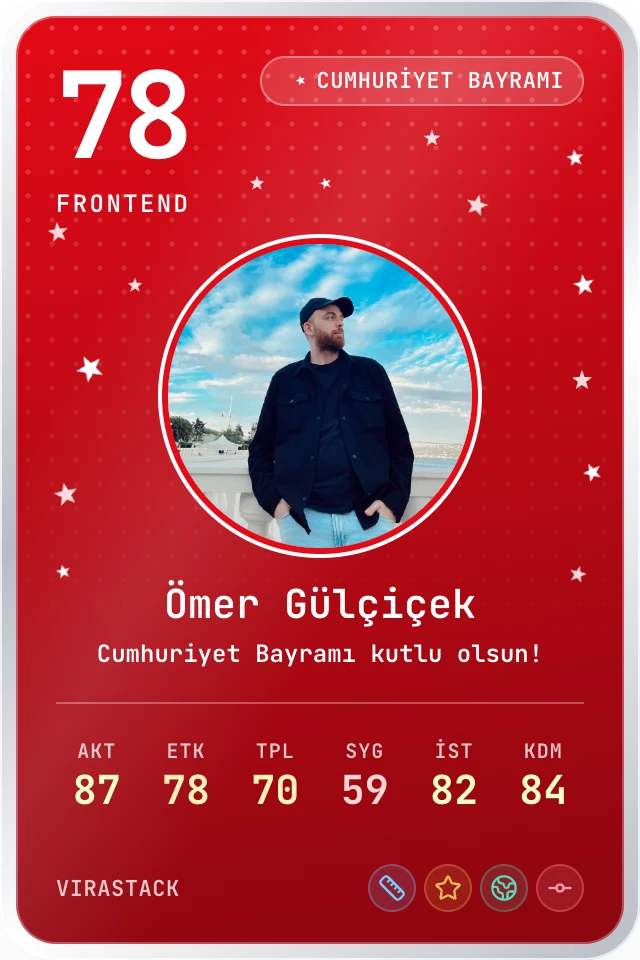 78
CUMHURİYET BAYRAMI
FRONTEND
Ömer Gülçiçek
Cumhuriyet Bayramı kutlu olsun!
AKT ETK TPL SYG İST KDM
87 78 70 59 82 84
VIRASTACK